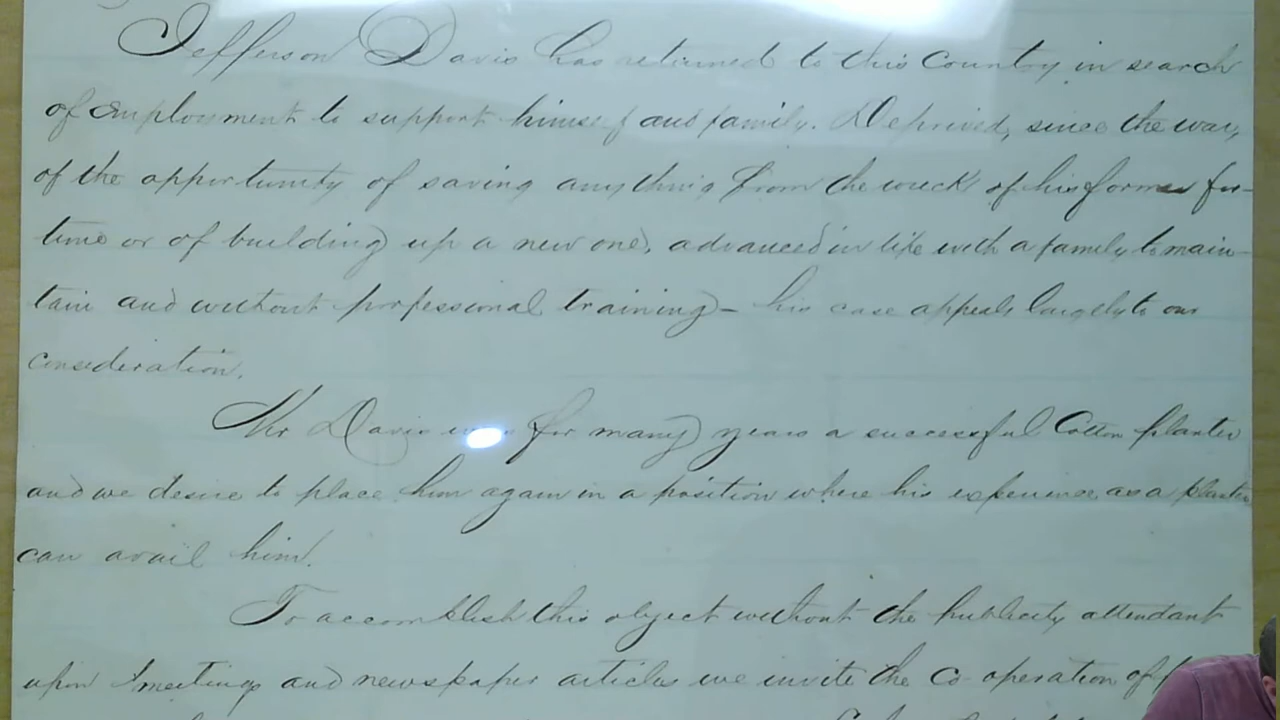 Jefferson Davis has returned to this Country in search
of employment to support himself and family. Deprived, since the war,
of the opportunity of saving anything from the wreck of his former for-
tune or of building up a new one, advanced in life with a family to main-
tain and without professional training - his case appeals largely to our
consideration.
Mr Davis was for many years a successful Cotton planter
and we desire to place him again in a position where his experience as a planter
can avail him.
To accomplish this object without the publicity attendant
upon meetings and newspaper articles we invite the co-operation of